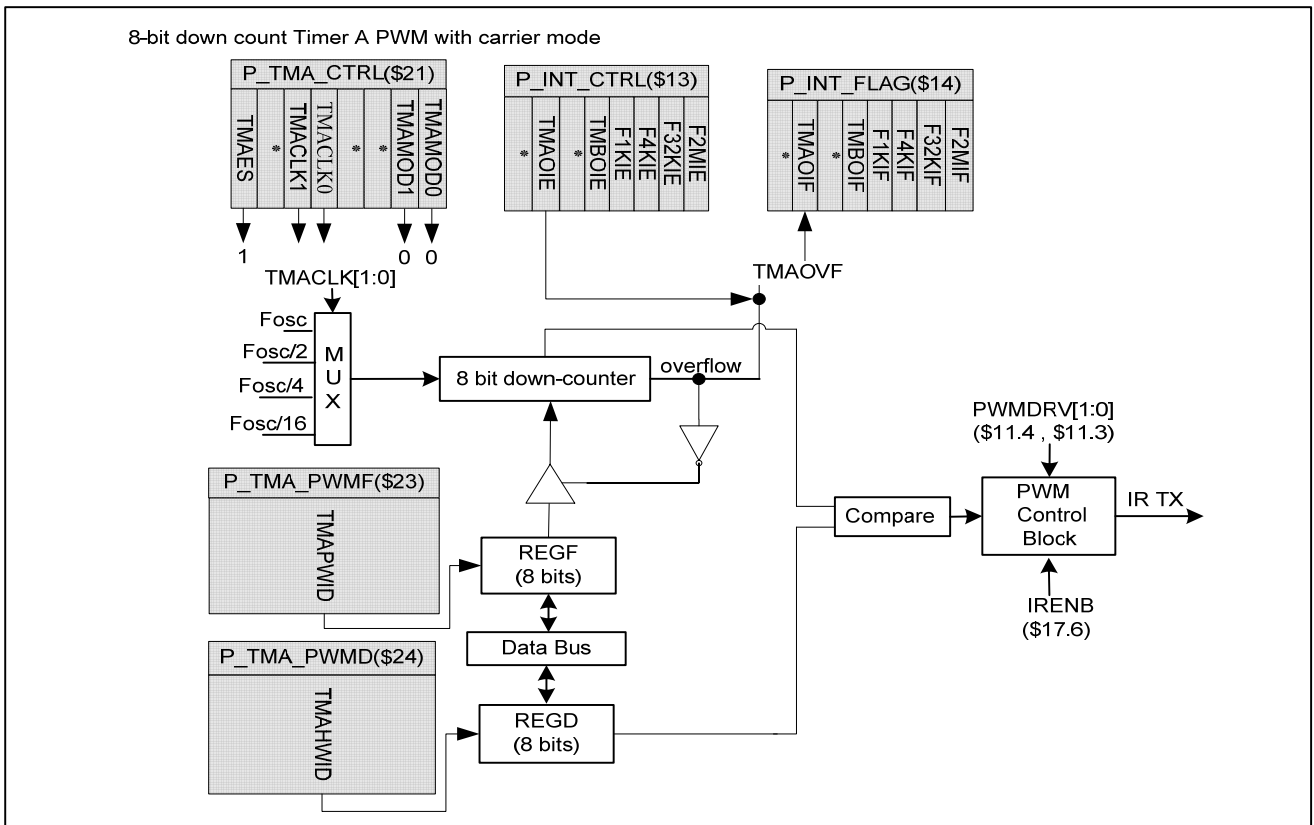 8-bit down count Timer A PWM with carrier mode
P_TMA_CTRL($21)
TMAES
*
TMACLK1
TMACLK0
*
*
TMAMOD1
TMAMOD0
1
0
0
P_INT_CTRL($13)
*
TMAOIE
*
TMBOIE
F1KIE
F4KIE
F32KIE
F2MIE
P_INT_FLAG($14)
*
TMAOIF
*
TMBOIF
F1KIF
F4KIF
F32KIF
F2MIF
TMAOVF
TMACLK[1:0]
Fosc
Fosc/2
Fosc/4
Fosc/16
M
U
X
8 bit down-counter
overflow
P_TMA_PWMF($23)
TMAPWID
REGF
(8 bits)
Data Bus
P_TMA_PWMD($24)
TMAHWID
REGD
(8 bits)
Compare
PWMDRV[1:0]
($11.4 , $11.3)
PWM
Control
Block
IR TX
IRENB
($17.6)